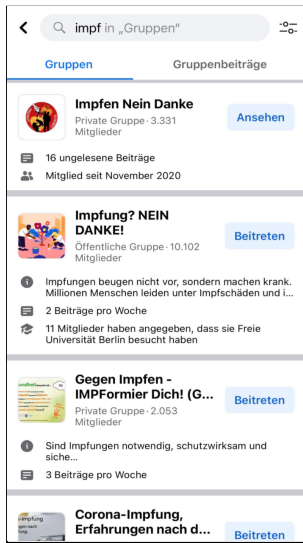 impf in „Gruppen“
Gruppen
Gruppenbeiträge
Impfen Nein Danke
Private Gruppe · 3.331
Mitglieder
Ansehen
16 ungelesene Beiträge
Mitglied seit November 2020
Impfung? NEIN
DANKE!
Öffentliche Gruppe · 10.102
Mitglieder
Beitreten
Impfungen beugen nicht vor, sondern machen krank.
Millionen Menschen leiden unter Impfschäden und i...
2 Beiträge pro Woche
11 Mitglieder haben angegeben, dass sie Freie
Universität Berlin besucht haben
Gegen Impfen -
IMPFormier Dich! (G...
Private Gruppe · 2.053
Mitglieder
Beitreten
Sind Impfungen notwendig, schutzwirksam und
siche...
3 Beiträge pro Woche
Corona-Impfung,
Erfahrungen nach d...
Beitreten